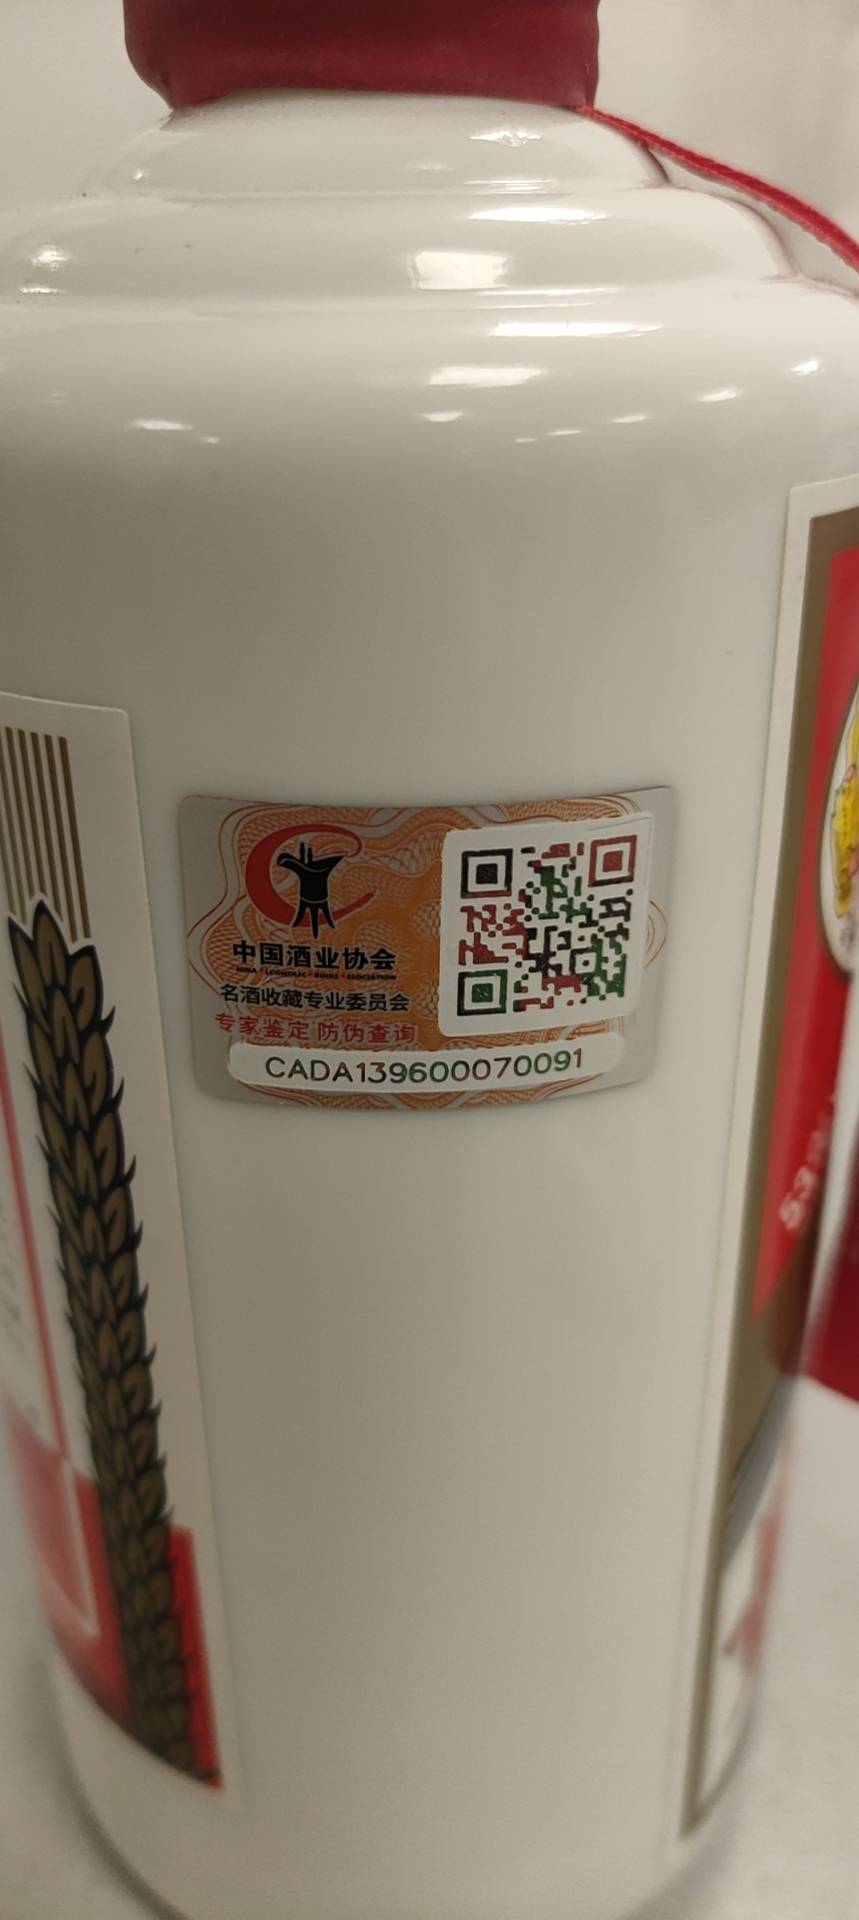 中国酒业协会
名酒收藏专业委员会
专家鉴定 防伪查询
CADA139600070091
53%